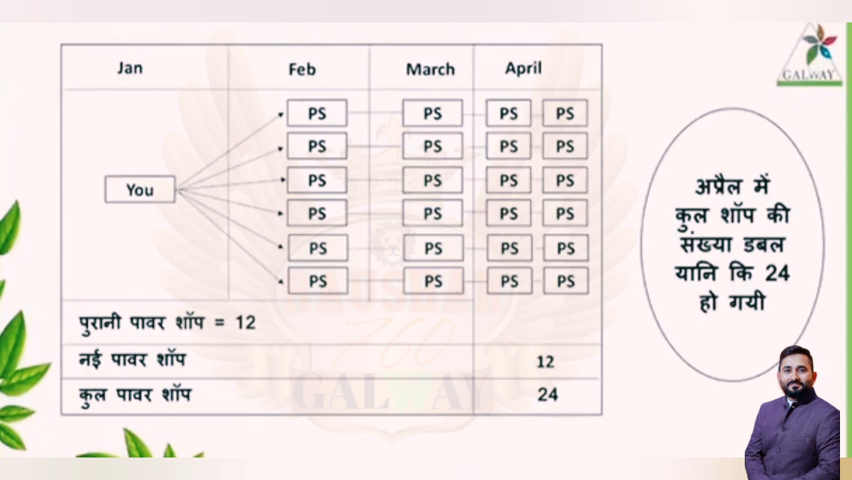 Jan Feb March April
GALWAY
PS PS PS PS
PS PS PS PS
You
PS PS PS PS
PS PS PS PS
PS PS PS PS
PS PS PS PS
अप्रैल में
कुल शॉप की
संख्या डबल
यानि कि 24
हो गयी
पुरानी पावर शॉप = 12
नई पावर शॉप 12
कुल पावर शॉप 24
760
GALWAY